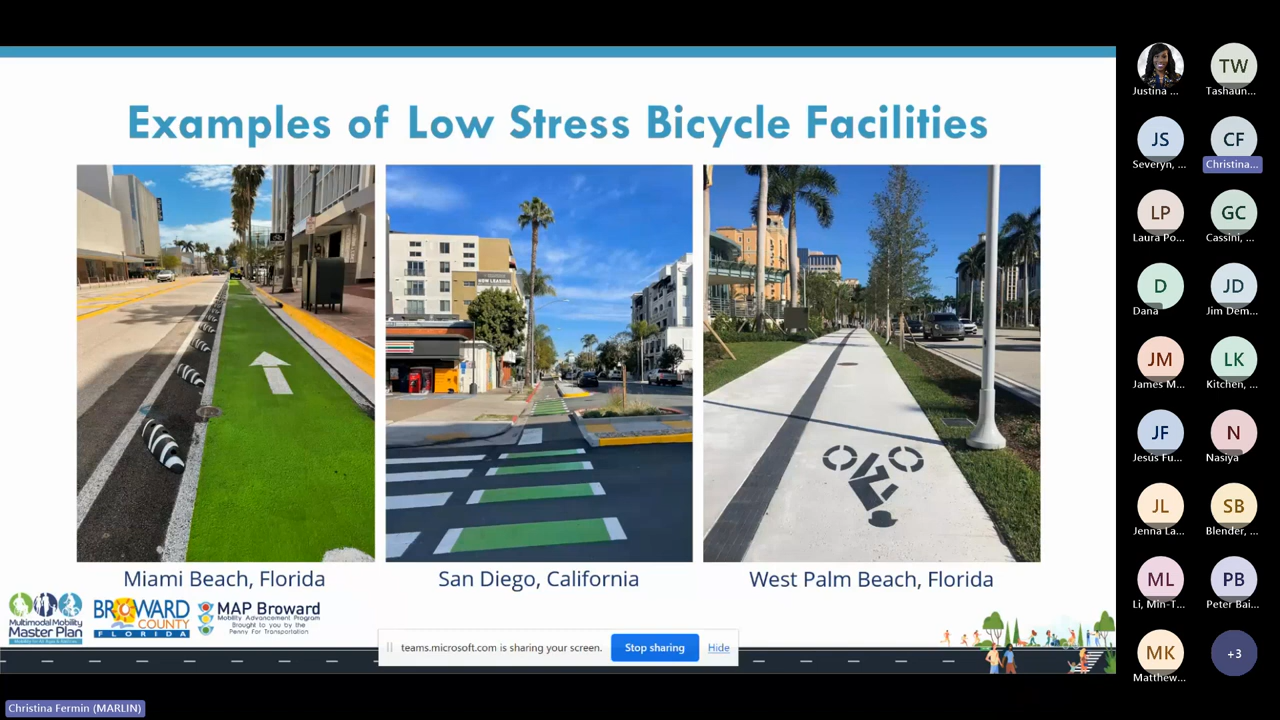 Examples of Low Stress Bicycle Facilities
NOW LEASING
Miami Beach, Florida
San Diego, California
West Palm Beach, Florida
Multimodal Mobility
Master Plan
BROWARD
COUNTY
FLORIDA
MAP Broward
Mobility Advancement Program
Brought to you by the
Penny For Transportation
teams.microsoft.com is sharing your screen.
Stop sharing
Hide
Justina ...
TW
Tashaun...
JS
Severyn, ...
CF
Christina...
LP
Laura Po...
GC
Cassini, ...
D
Dana
JD
Jim Dem...
JM
James M...
LK
Kitchen, ...
JF
Jesús Fu...
N
Nasiya
JL
Jenna La...
SB
Blender, ...
ML
Li, Min-T...
PB
Peter Bai...
MK
Matthew...
+3
Christina Fermin (MARLIN)